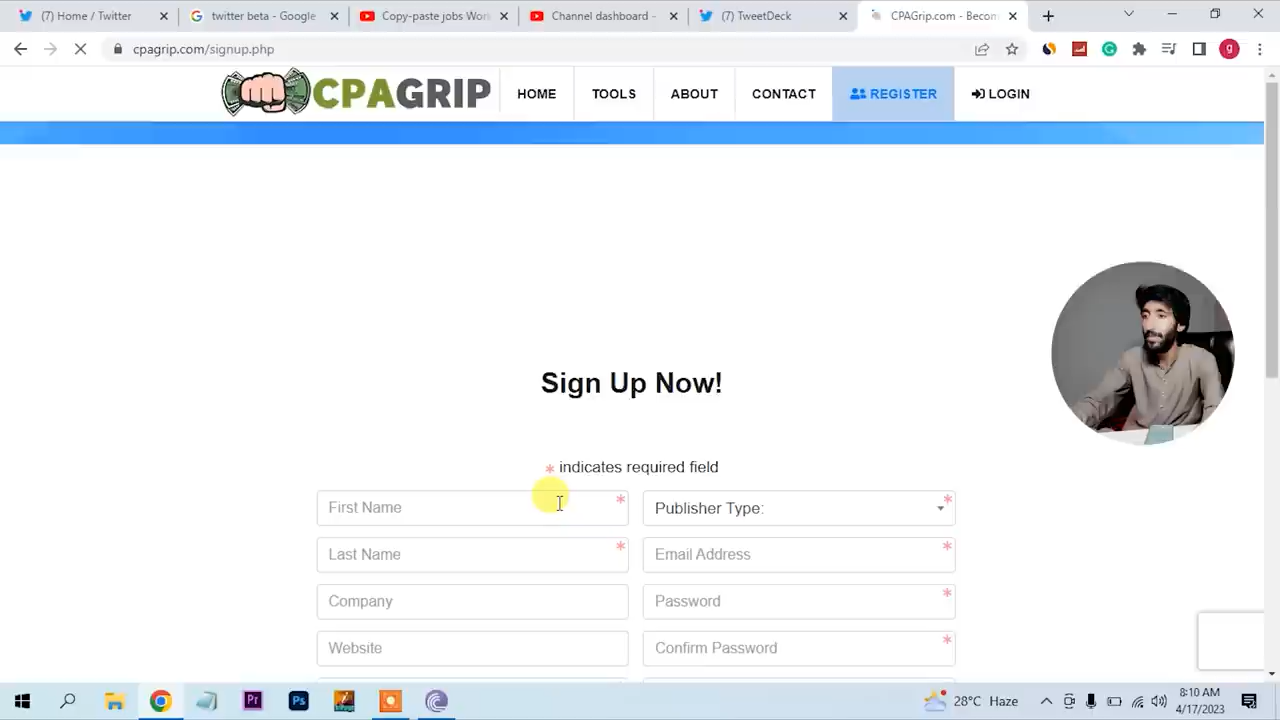 (7) Home / Twitter
twitter beta - Google
Copy-paste jobs Wor
Channel dashboard -
(7) TweetDeck
CPAGrip.com - Becom
cpagrip.com/signup.php
g
CPAGRIP
HOME
TOOLS
ABOUT
CONTACT
REGISTER
LOGIN
Sign Up Now!
* indicates required field
First Name *
Publisher Type: *
Last Name *
Email Address *
Company
Password *
Website
Confirm Password *
Pr
Ps
28°C Haze
8:10 AM
4/17/2023